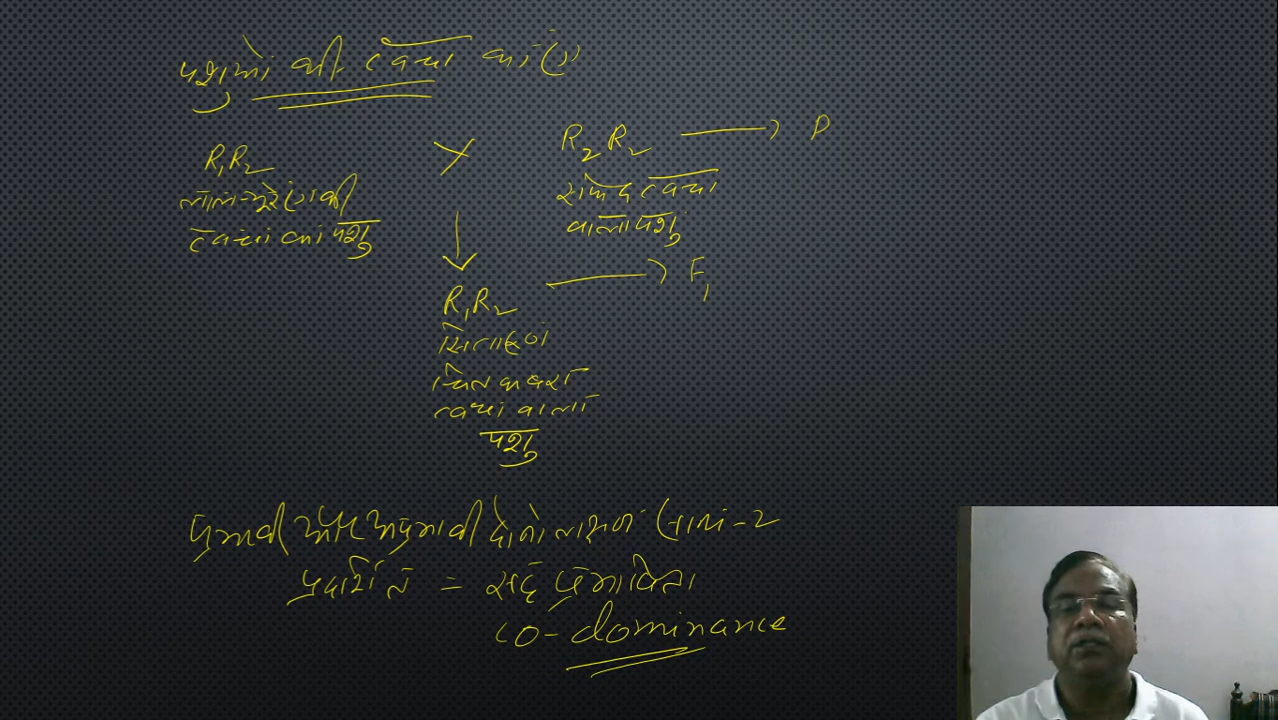 पशुओं की त्वचा का रंग
R₁R₂ × R₂R₂ → P
लाल-भूरे रंग की
त्वचा का पशु
सफेद त्वचा
वाला पशु
R₁R₂ → F₁
चितकबरी
त्वचा वाला
पशु
प्रभावी और अप्रभावी दोनों लक्षण साथ-२
प्रदर्शित = सह प्रभाविता
co-dominance